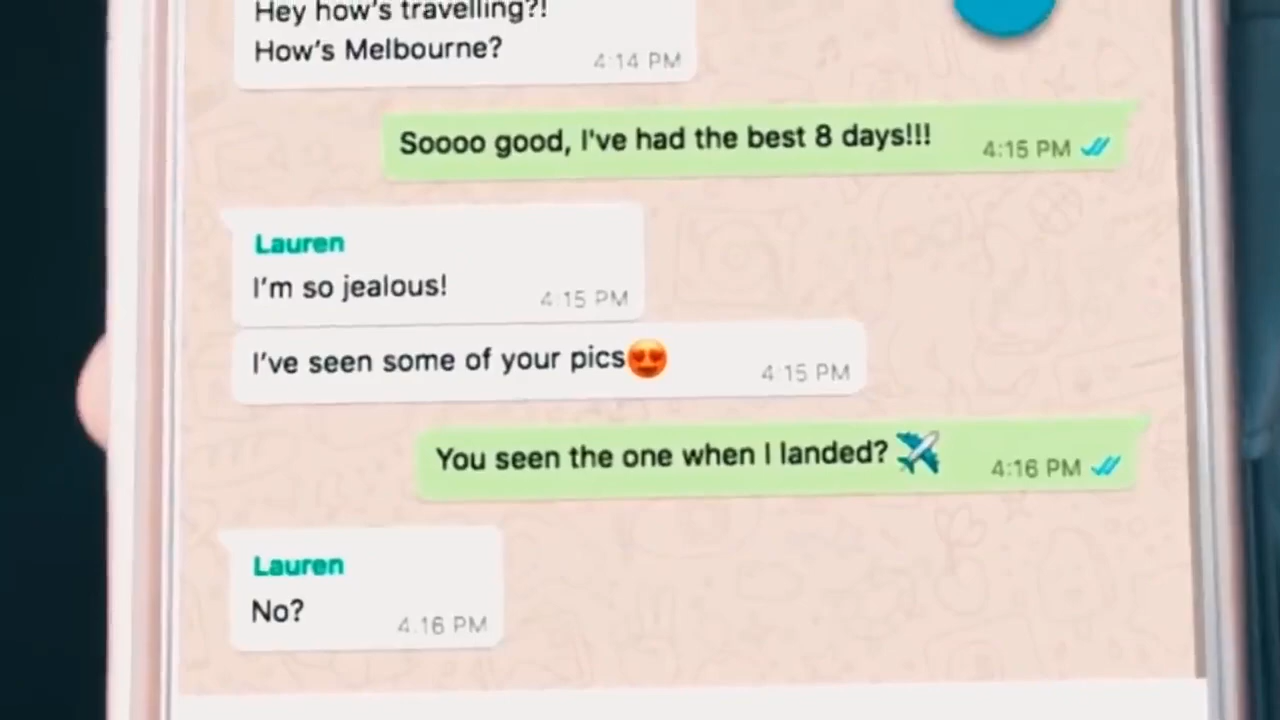 Hey how's travelling?!
How's Melbourne?
4:14 PM
Soooo good, I've had the best 8 days!!!
4:15 PM
Lauren
I'm so jealous!
4:15 PM
I've seen some of your pics😍
4:15 PM
You seen the one when I landed? ✈️
4:16 PM
Lauren
No?
4:16 PM